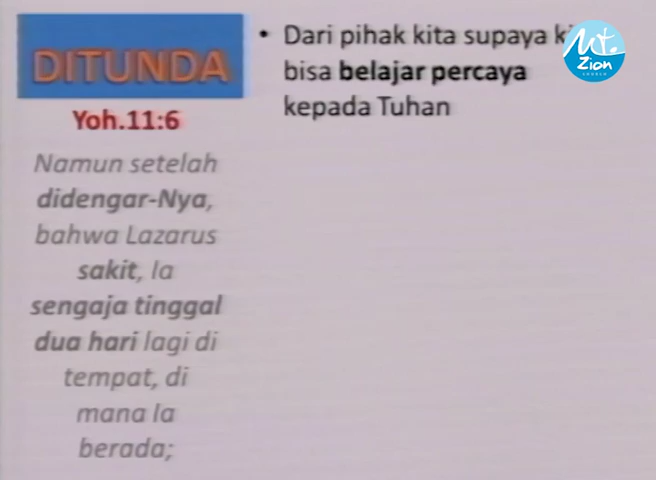 DITUNDA
Yoh.11:6
Namun setelah
didengar-Nya,
bahwa Lazarus
sakit, Ia
sengaja tinggal
dua hari lagi di
tempat, di
mana Ia
berada;
• Dari pihak kita supaya
bisa belajar percaya
kepada Tuhan
Mt.
Zion
CHURCH